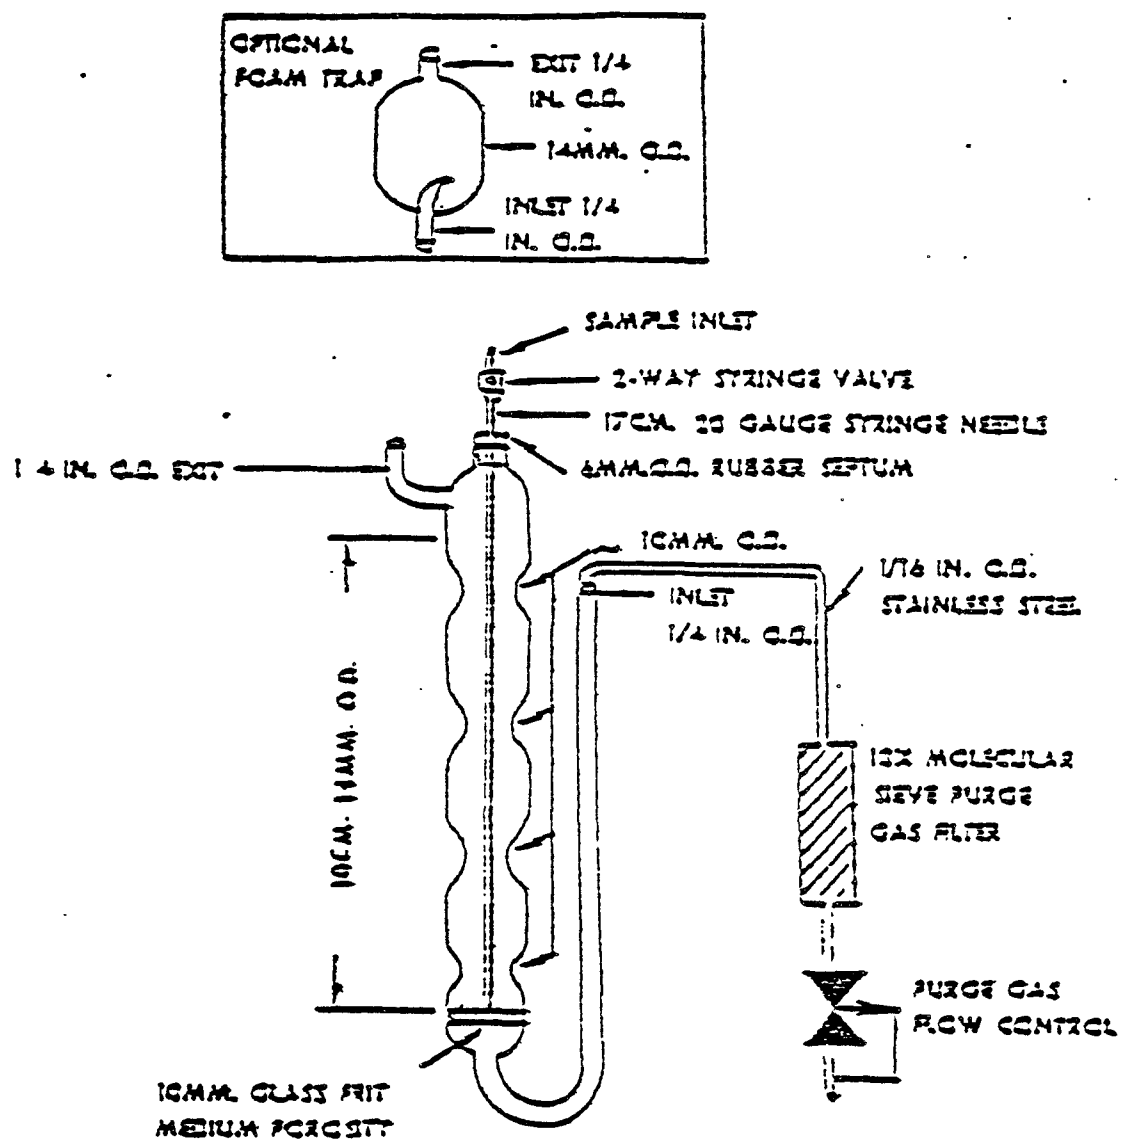 OPTIONAL
FOAM TRAP
EXIT 1/4
IN. O.D.
14MM. O.D.
INLET 1/4
IN. O.D.
SAMPLE INLET
2-WAY SYRINGE VALVE
17CM. 20 GAUGE SYRINGE NEEDLE
6MM.O.D. RUBBER SEPTUM
1 4 IN. O.D. EXIT
10MM. O.D.
INLET
1/4 IN. O.D.
1/16 IN. O.D.
STAINLESS STEEL
10CM. 14MM. O.D.
13X MOLECULAR
SIEVE PURGE
GAS FILTER
PURGE GAS
FLOW CONTROL
10MM. GLASS FRIT
MEDIUM POROSITY